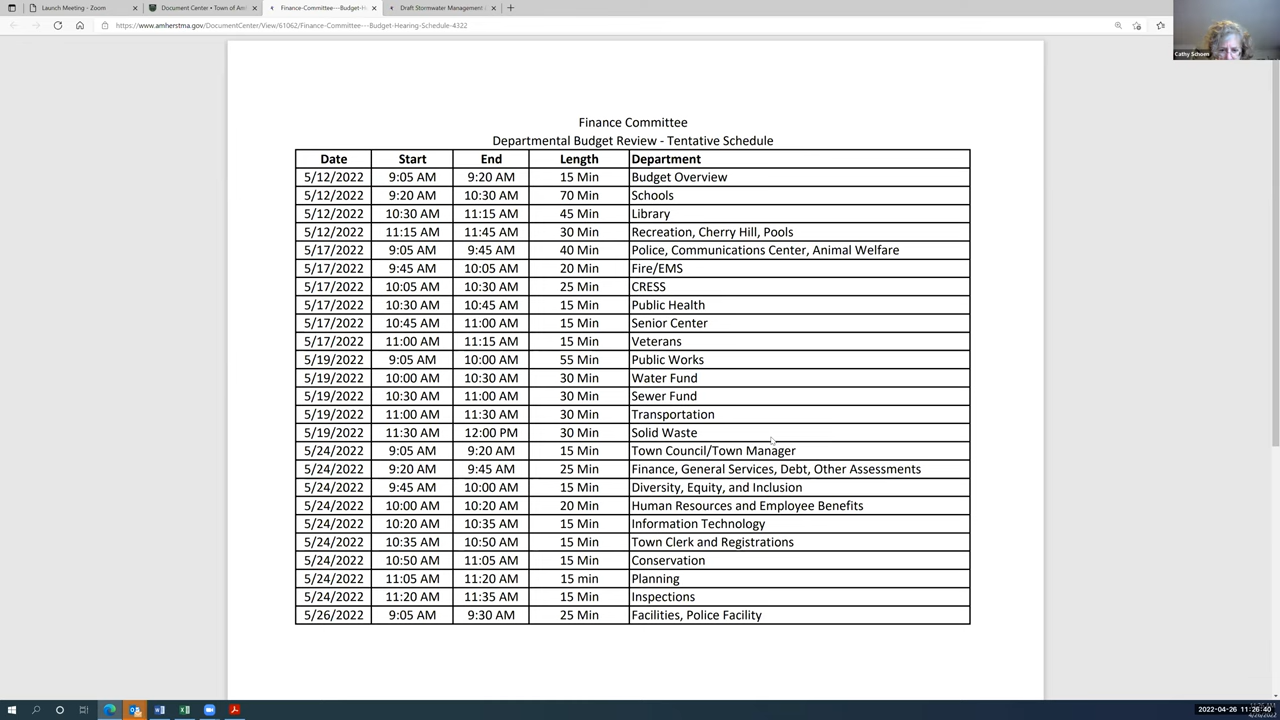 Launch Meeting - Zoom
Document Center • Town of Am
Finance-Committee---Budget-H
Draft Stormwater Management
https://www.amherstma.gov/DocumentCenter/View/61062/Finance-Committee---Budget-Hearing-Schedule-4322
Cathy Schoen
Finance Committee
Departmental Budget Review - Tentative Schedule
Date Start End Length Department
5/12/2022 9:05 AM 9:20 AM 15 Min Budget Overview
5/12/2022 9:20 AM 10:30 AM 70 Min Schools
5/12/2022 10:30 AM 11:15 AM 45 Min Library
5/12/2022 11:15 AM 11:45 AM 30 Min Recreation, Cherry Hill, Pools
5/17/2022 9:05 AM 9:45 AM 40 Min Police, Communications Center, Animal Welfare
5/17/2022 9:45 AM 10:05 AM 20 Min Fire/EMS
5/17/2022 10:05 AM 10:30 AM 25 Min CRESS
5/17/2022 10:30 AM 10:45 AM 15 Min Public Health
5/17/2022 10:45 AM 11:00 AM 15 Min Senior Center
5/17/2022 11:00 AM 11:15 AM 15 Min Veterans
5/19/2022 9:05 AM 10:00 AM 55 Min Public Works
5/19/2022 10:00 AM 10:30 AM 30 Min Water Fund
5/19/2022 10:30 AM 11:00 AM 30 Min Sewer Fund
5/19/2022 11:00 AM 11:30 AM 30 Min Transportation
5/19/2022 11:30 AM 12:00 PM 30 Min Solid Waste
5/24/2022 9:05 AM 9:20 AM 15 Min Town Council/Town Manager
5/24/2022 9:20 AM 9:45 AM 25 Min Finance, General Services, Debt, Other Assessments
5/24/2022 9:45 AM 10:00 AM 15 Min Diversity, Equity, and Inclusion
5/24/2022 10:00 AM 10:20 AM 20 Min Human Resources and Employee Benefits
5/24/2022 10:20 AM 10:35 AM 15 Min Information Technology
5/24/2022 10:35 AM 10:50 AM 15 Min Town Clerk and Registrations
5/24/2022 10:50 AM 11:05 AM 15 Min Conservation
5/24/2022 11:05 AM 11:20 AM 15 min Planning
5/24/2022 11:20 AM 11:35 AM 15 Min Inspections
5/26/2022 9:05 AM 9:30 AM 25 Min Facilities, Police Facility
2022-04-26 11:26:40